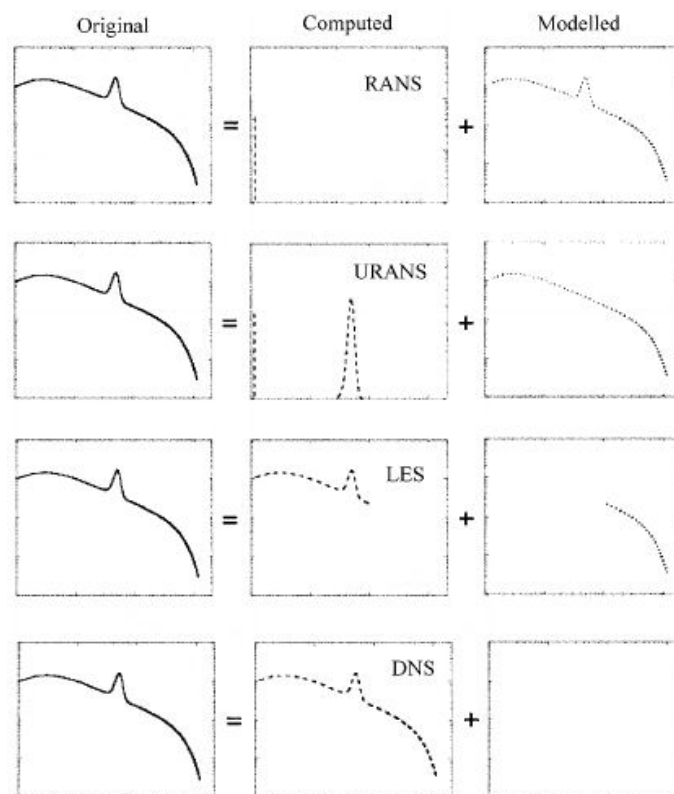 Original Computed Modelled
RANS
= +
URANS
= +
LES
= +
DNS
= +